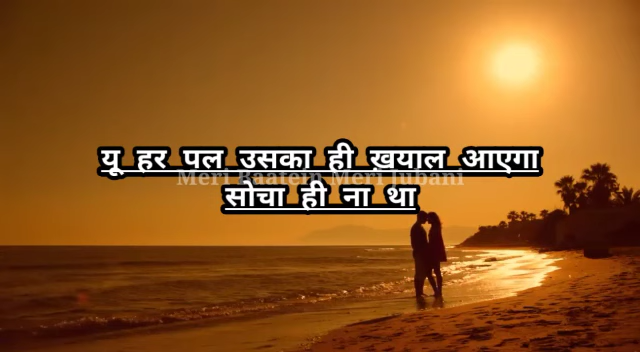 यू हर पल उसका ही ख़याल आएगा
Meri Baatein Meri Jubani
सोचा ही ना था